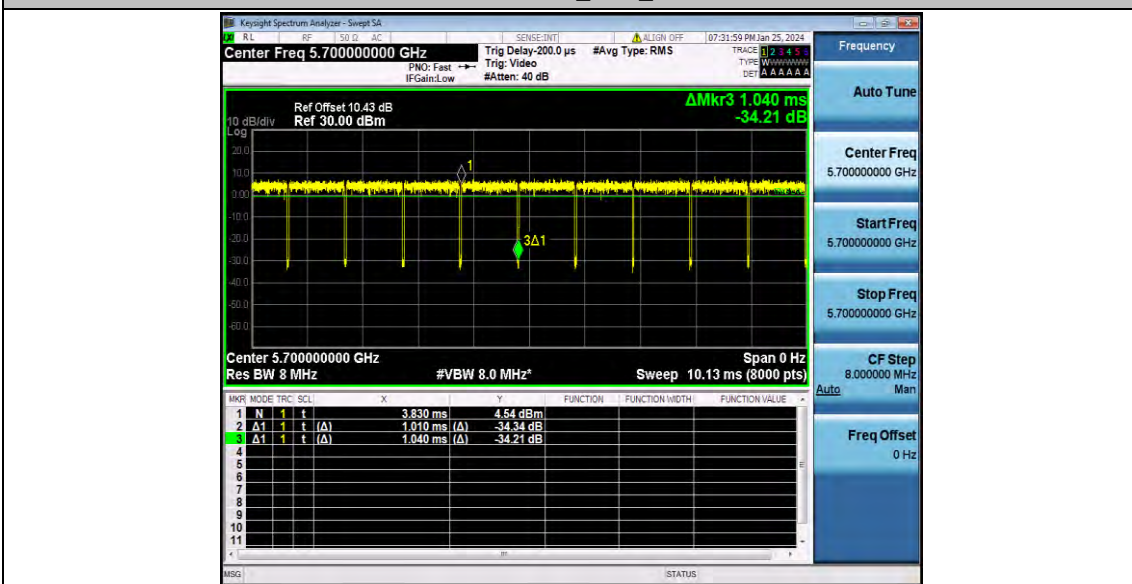 Keysight Spectrum Analyzer - Swept SA
RL RF 50 Ω AC SENSE:INT ALIGN OFF 07:31:59 PM Jan 25, 2024
Center Freq 5.700000000 GHz
PNO: Fast
IFGain:Low
Trig Delay-200.0 µs
Trig: Video
#Atten: 40 dB
#Avg Type: RMS
TRACE 1 2 3 4 5 6
TYPE W
DET A A A A A A
ΔMkr3 1.040 ms
-34.21 dB
Ref Offset 10.43 dB
10 dB/div Ref 30.00 dBm
Log
20.0
10.0
0.00
-10.0
-20.0
-30.0
-40.0
-50.0
-60.0
1
3Δ1
Center 5.700000000 GHz Span 0 Hz
Res BW 8 MHz #VBW 8.0 MHz* Sweep 10.13 ms (8000 pts)
MKR MODE TRC SCL X Y FUNCTION FUNCTION WIDTH FUNCTION VALUE
1 N 1 t 3.830 ms 4.54 dBm
2 Δ1 1 t (Δ) 1.010 ms (Δ) -34.34 dB
3 Δ1 1 t (Δ) 1.040 ms (Δ) -34.21 dB
4
5
6
7
8
9
10
11
MSG STATUS
Frequency
Auto Tune
Center Freq
5.700000000 GHz
Start Freq
5.700000000 GHz
Stop Freq
5.700000000 GHz
CF Step
8.000000 MHz
Auto Man
Freq Offset
0 Hz